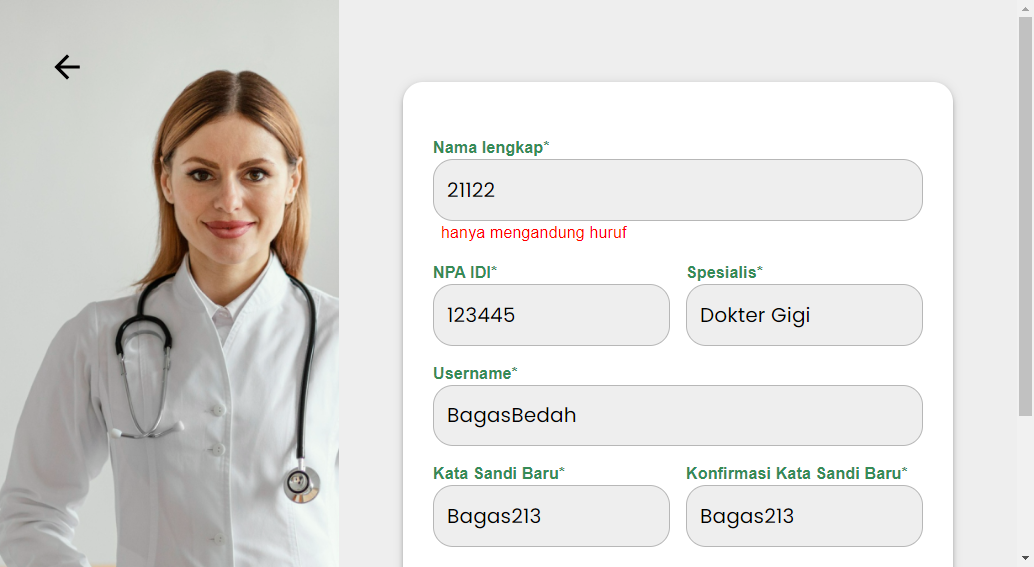 Nama lengkap*
21122
hanya mengandung huruf
NPA IDI* Spesialis*
123445 Dokter Gigi
Username*
BagasBedah
Kata Sandi Baru* Konfirmasi Kata Sandi Baru*
Bagas213 Bagas213